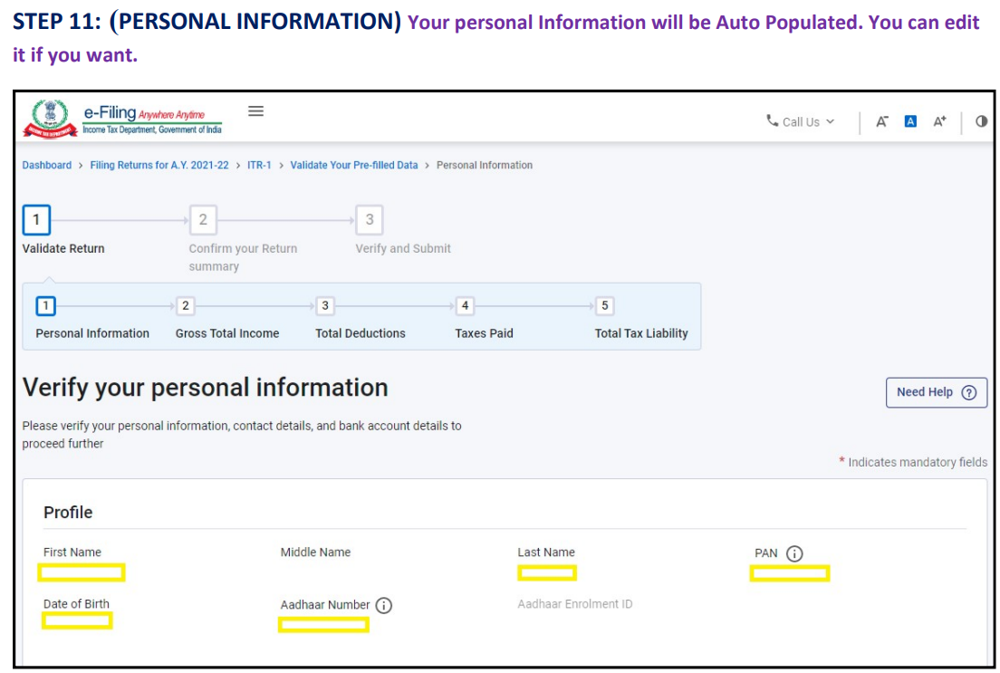 STEP 11: (PERSONAL INFORMATION) Your personal Information will be Auto Populated. You can edit
it if you want.
e-Filing Anywhere Anytime
Income Tax Department, Government of India
Call Us
A- A A+
Dashboard > Filing Returns for A.Y. 2021-22 > ITR-1 > Validate Your Pre-filled Data > Personal Information
1 2 3
Validate Return Confirm your Return summary Verify and Submit
1 2 3 4 5
Personal Information Gross Total Income Total Deductions Taxes Paid Total Tax Liability
Verify your personal information
Need Help ?
Please verify your personal information, contact details, and bank account details to
proceed further
* Indicates mandatory fields
Profile
First Name Middle Name Last Name PAN i
Date of Birth Aadhaar Number i Aadhaar Enrolment ID